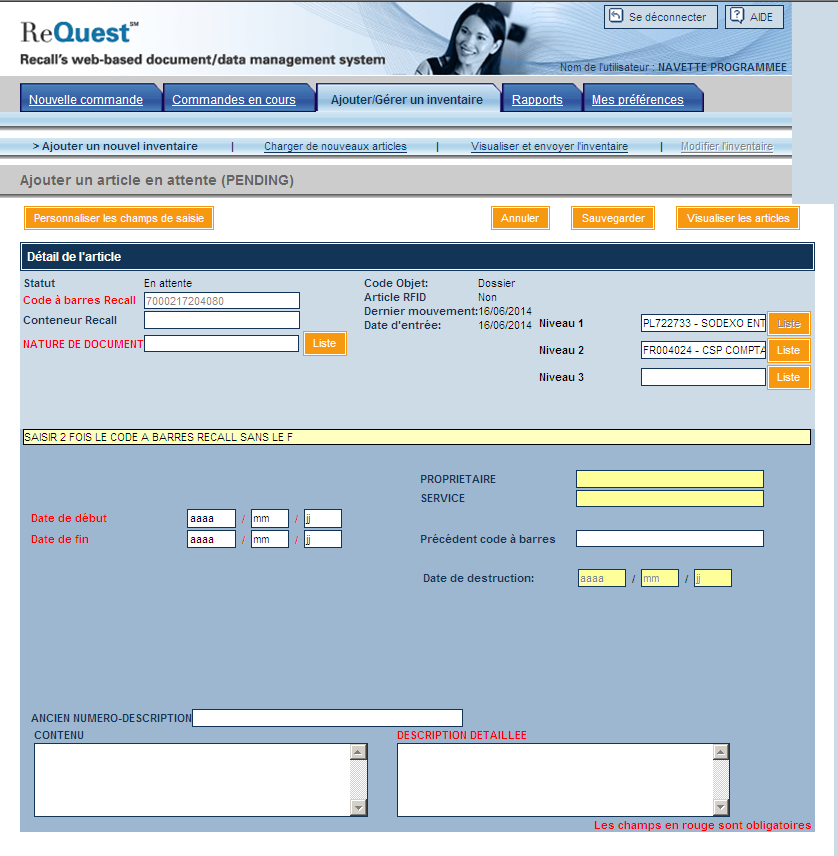 ReQuest℠
Recall's web-based document/data management system
Se déconnecter
AIDE
Nom de l'utilisateur : NAVETTE PROGRAMMEE
Nouvelle commande
Commandes en cours
Ajouter/Gérer un inventaire
Rapports
Mes préférences
> Ajouter un nouvel inventaire | Charger de nouveaux articles | Visualiser et envoyer l'inventaire | Modifier l'inventaire
Ajouter un article en attente (PENDING)
Personnaliser les champs de saisie
Annuler
Sauvegarder
Visualiser les articles
Détail de l'article
Statut En attente
Code à barres Recall 7000217204080
Conteneur Recall
NATURE DE DOCUMENT Liste
Code Objet: Dossier
Article RFID Non
Dernier mouvement: 16/06/2014
Date d'entrée: 16/06/2014
Niveau 1 PL722733 - SODEXO ENT Liste
Niveau 2 FR004024 - CSP COMPTA Liste
Niveau 3 Liste
SAISIR 2 FOIS LE CODE A BARRES RECALL SANS LE F
PROPRIETAIRE
SERVICE
Date de début aaaa / mm / jj
Date de fin aaaa / mm / jj
Précédent code à barres
Date de destruction: aaaa / mm / jj
ANCIEN NUMERO-DESCRIPTION
CONTENU
DESCRIPTION DETAILLEE
Les champs en rouge sont obligatoires